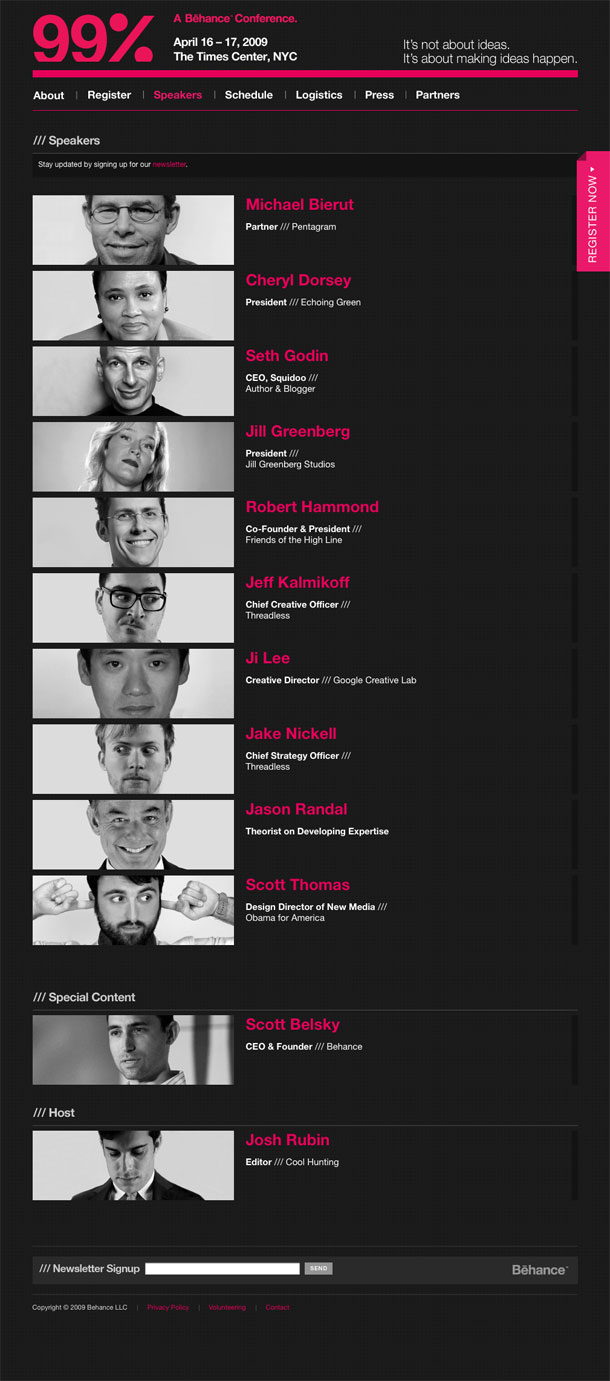 99%
A Bēhance™ Conference.
April 16 – 17, 2009
The Times Center, NYC
It's not about ideas.
It's about making ideas happen.
About | Register | Speakers | Schedule | Logistics | Press | Partners
/// Speakers
Stay updated by signing up for our newsletter.
REGISTER NOW ▸
Michael Bierut
Partner /// Pentagram
Cheryl Dorsey
President /// Echoing Green
Seth Godin
CEO, Squidoo ///
Author & Blogger
Jill Greenberg
President ///
Jill Greenberg Studios
Robert Hammond
Co-Founder & President ///
Friends of the High Line
Jeff Kalmikoff
Chief Creative Officer ///
Threadless
Ji Lee
Creative Director /// Google Creative Lab
Jake Nickell
Chief Strategy Officer ///
Threadless
Jason Randal
Theorist on Developing Expertise
Scott Thomas
Design Director of New Media ///
Obama for America
/// Special Content
Scott Belsky
CEO & Founder /// Behance
/// Host
Josh Rubin
Editor /// Cool Hunting
/// Newsletter Signup SEND Bēhance™
Copyright © 2009 Behance LLC | Privacy Policy | Volunteering | Contact